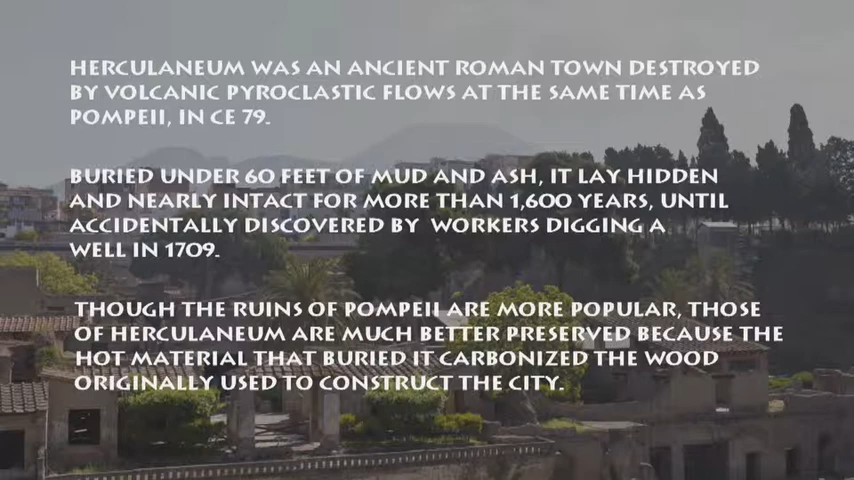 HERCULANEUM WAS AN ANCIENT ROMAN TOWN DESTROYED
BY VOLCANIC PYROCLASTIC FLOWS AT THE SAME TIME AS
POMPEII, IN CE 79.
BURIED UNDER 60 FEET OF MUD AND ASH, IT LAY HIDDEN
AND NEARLY INTACT FOR MORE THAN 1,600 YEARS, UNTIL
ACCIDENTALLY DISCOVERED BY WORKERS DIGGING A
WELL IN 1709.
THOUGH THE RUINS OF POMPEII ARE MORE POPULAR, THOSE
OF HERCULANEUM ARE MUCH BETTER PRESERVED BECAUSE THE
HOT MATERIAL THAT BURIED IT CARBONIZED THE WOOD
ORIGINALLY USED TO CONSTRUCT THE CITY.